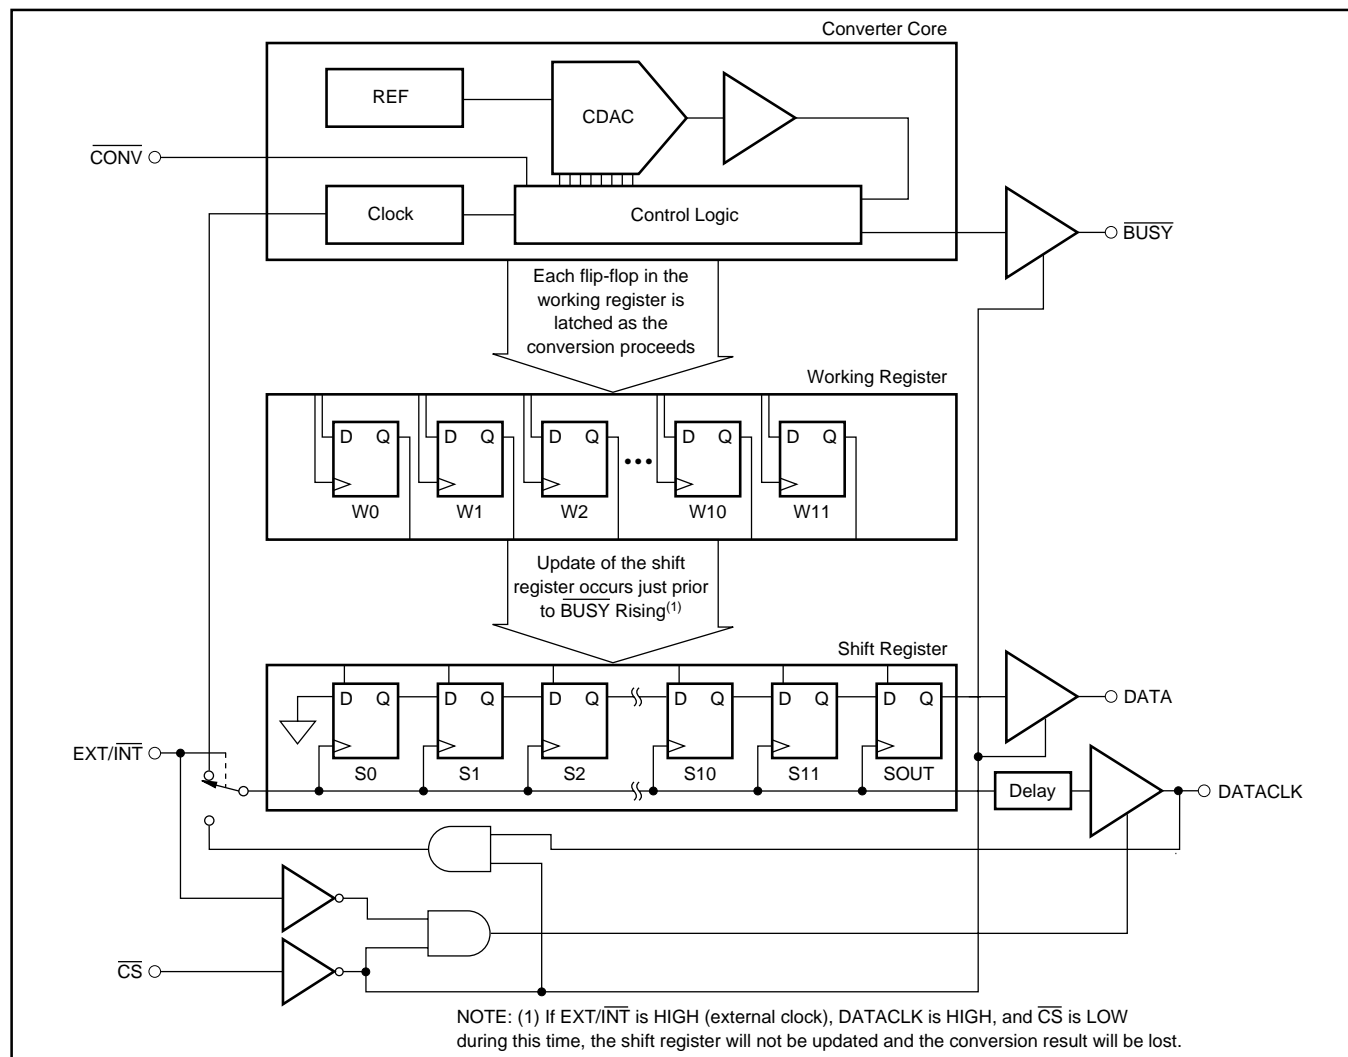 Converter Core
REF
CDAC
CONV
Clock
Control Logic
BUSY
Each flip-flop in the
working register is
latched as the
conversion proceeds
Working Register
D Q D Q D Q ••• D Q D Q
W0 W1 W2 W10 W11
Update of the shift
register occurs just prior
to BUSY Rising(1)
Shift Register
D Q D Q D Q D Q D Q D Q
DATA
EXT/INT
S0 S1 S2 S10 S11 SOUT
Delay
DATACLK
CS
NOTE: (1) If EXT/INT is HIGH (external clock), DATACLK is HIGH, and CS is LOW
during this time, the shift register will not be updated and the conversion result will be lost.